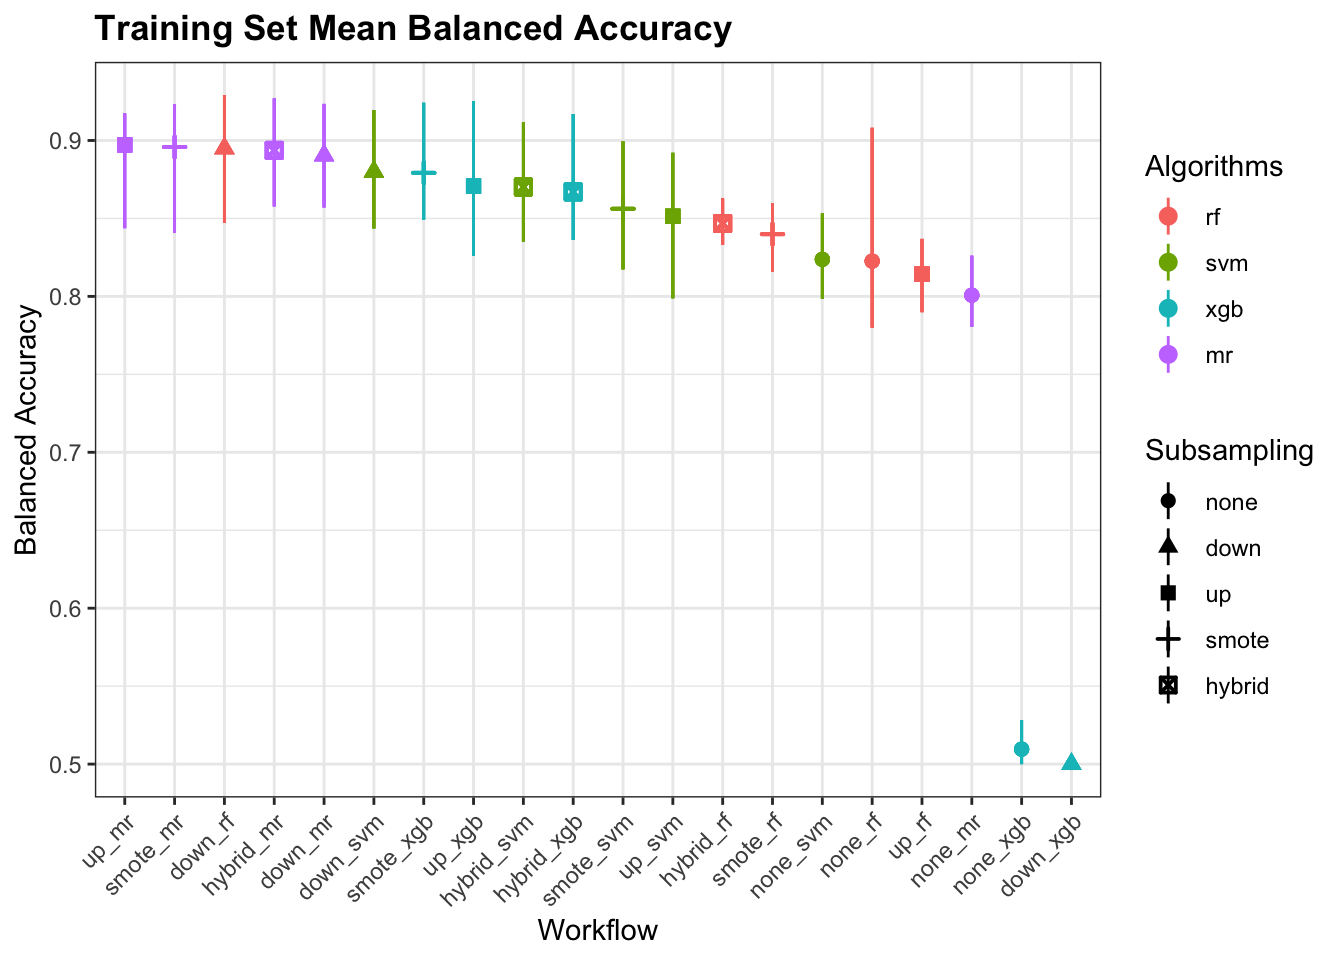 Training Set Mean Balanced Accuracy
Balanced Accuracy
0.9
0.8
0.7
0.6
0.5
up_mr
smote_mr
down_rf
hybrid_mr
down_mr
down_svm
smote_xgb
up_xgb
hybrid_svm
hybrid_xgb
smote_svm
up_svm
hybrid_rf
smote_rf
none_svm
none_rf
up_rf
none_mr
none_xgb
down_xgb
Workflow
Algorithms
rf
svm
xgb
mr
Subsampling
none
down
up
smote
hybrid